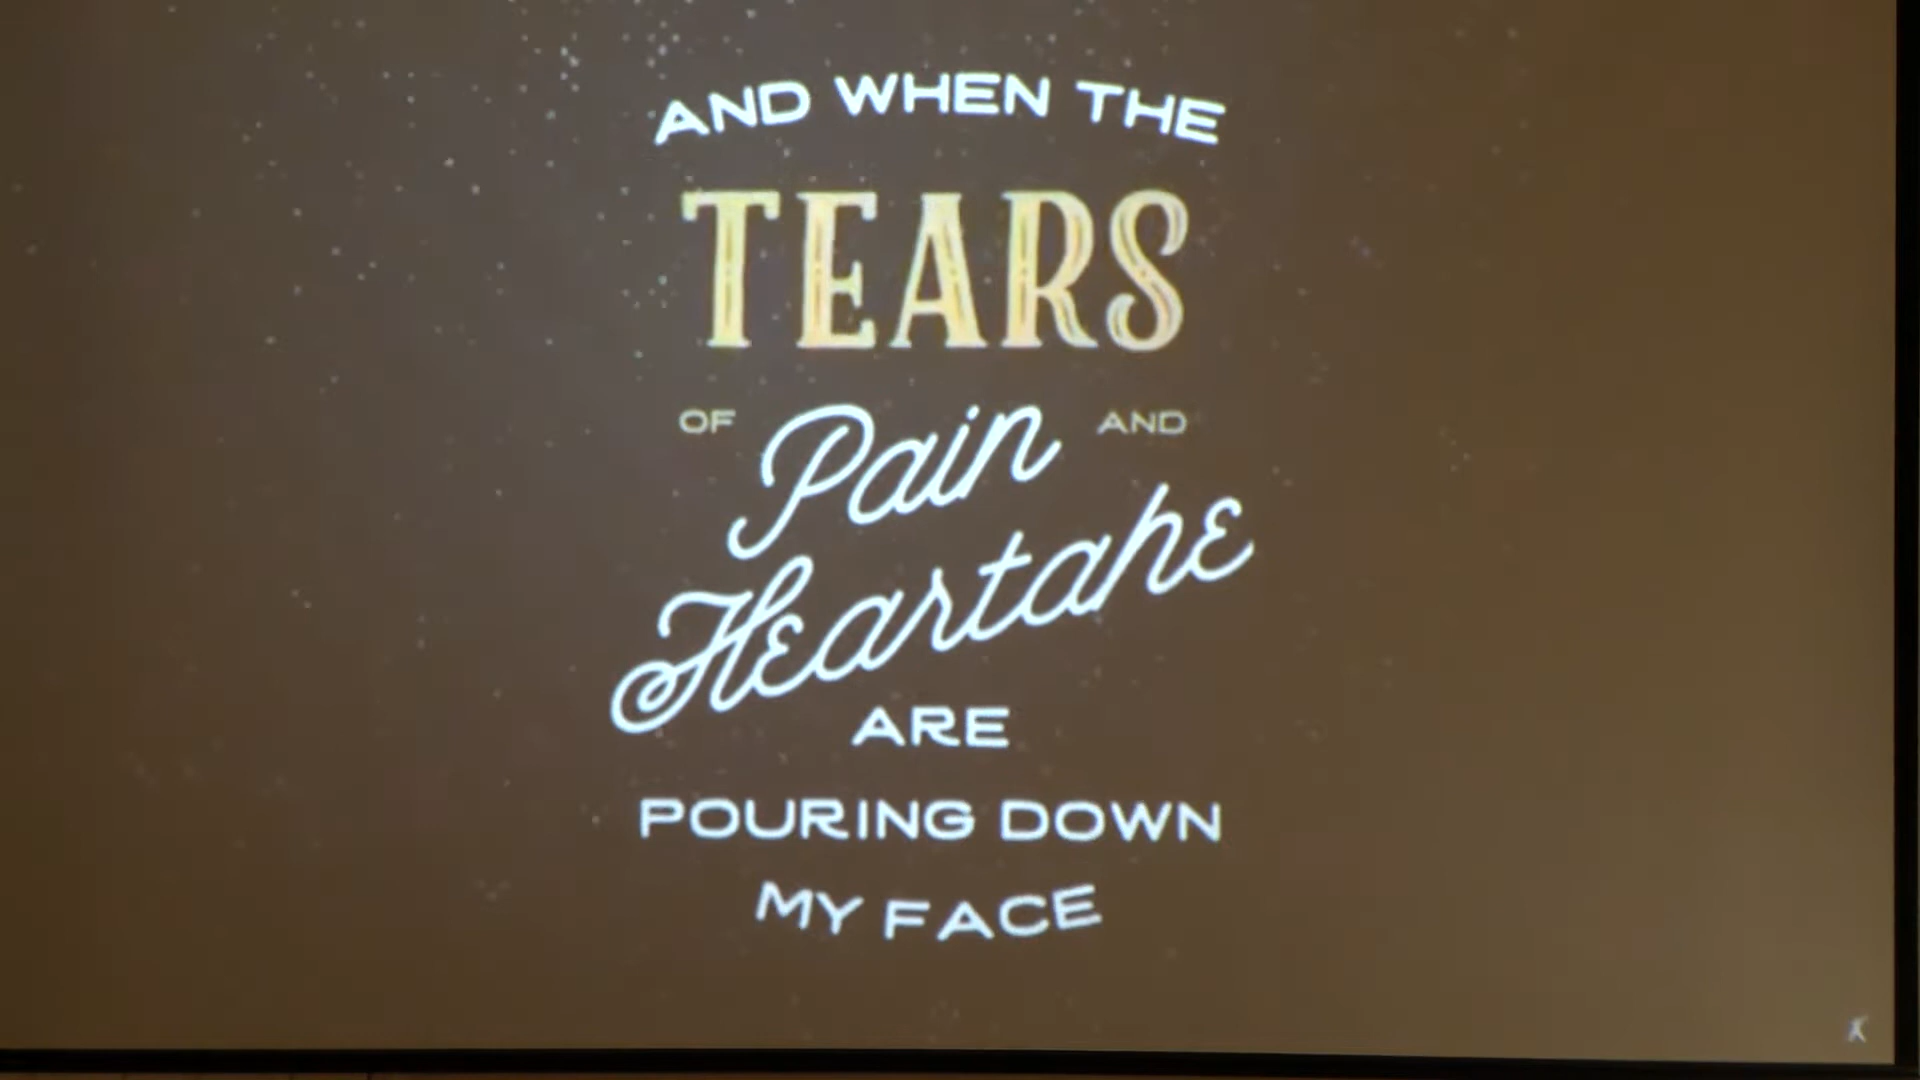 AND WHEN THE
TEARS
OF Pain AND
Heartahe
ARE
POURING DOWN
MY FACE